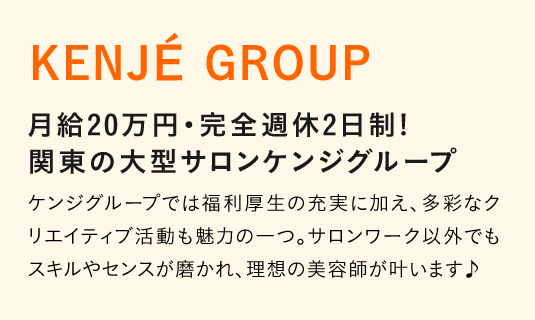 KENJÉ GROUP
月給20万円・完全週休2日制!
関東の大型サロンケンジグループ
ケンジグループでは福利厚生の充実に加え、多彩なク
リエイティブ活動も魅力の一つ。サロンワーク以外でも
スキルやセンスが磨かれ、理想の美容師が叶います♪